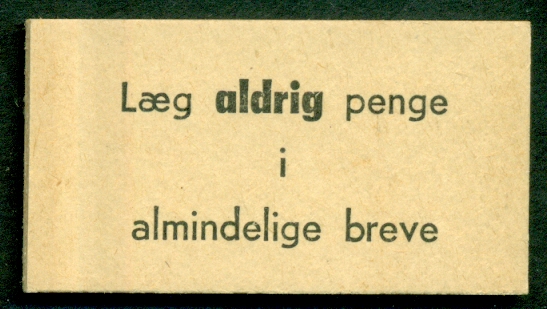 Læg aldrig penge
i
almindelige breve